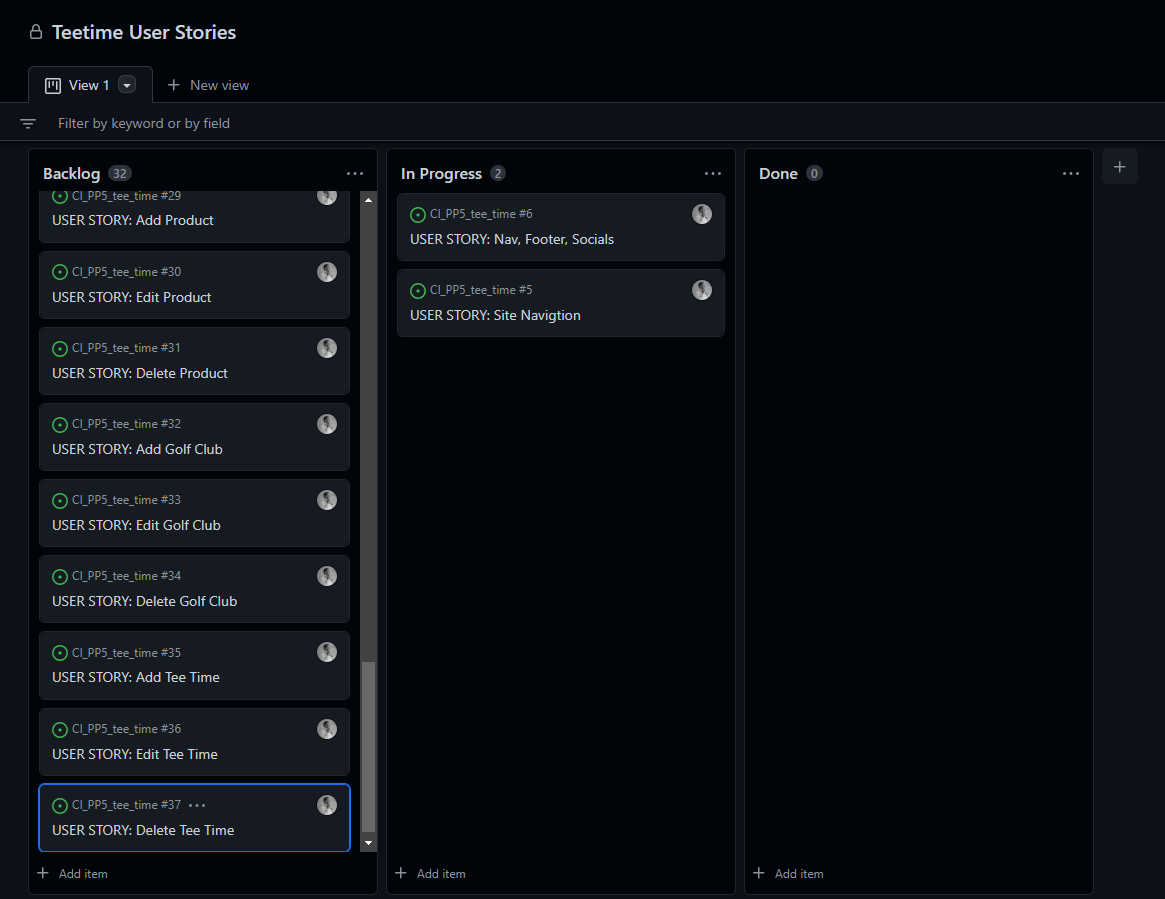 Teetime User Stories
View 1
New view
Filter by keyword or by field
Backlog 32
CI_PP5_tee_time #29
USER STORY: Add Product
CI_PP5_tee_time #30
USER STORY: Edit Product
CI_PP5_tee_time #31
USER STORY: Delete Product
CI_PP5_tee_time #32
USER STORY: Add Golf Club
CI_PP5_tee_time #33
USER STORY: Edit Golf Club
CI_PP5_tee_time #34
USER STORY: Delete Golf Club
CI_PP5_tee_time #35
USER STORY: Add Tee Time
CI_PP5_tee_time #36
USER STORY: Edit Tee Time
CI_PP5_tee_time #37
USER STORY: Delete Tee Time
Add item
In Progress 2
CI_PP5_tee_time #6
USER STORY: Nav, Footer, Socials
CI_PP5_tee_time #5
USER STORY: Site Navigtion
Add item
Done 0
Add item